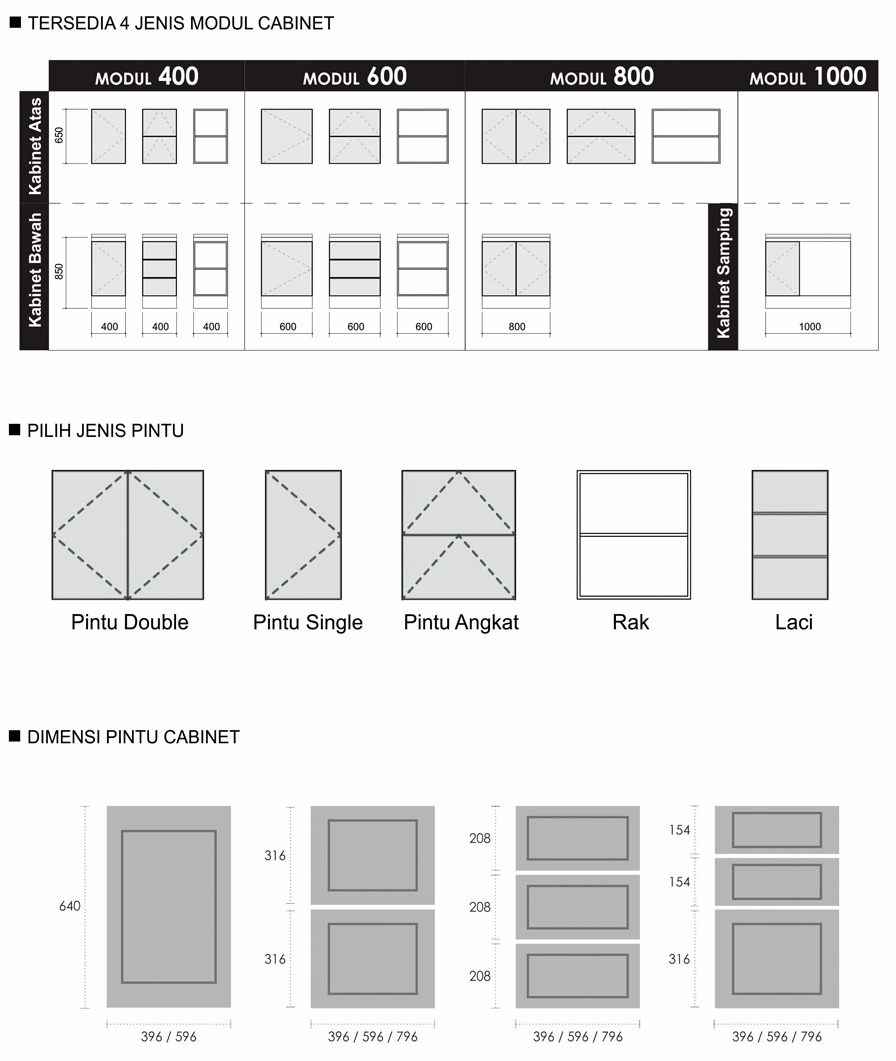 TERSEDIA 4 JENIS MODUL CABINET
MODUL 400 MODUL 600 MODUL 800 MODUL 1000
Kabinet Atas
650
Kabinet Bawah
850
Kabinet Samping
400 400 400 600 600 600 800 1000
PILIH JENIS PINTU
Pintu Double Pintu Single Pintu Angkat Rak Laci
DIMENSI PINTU CABINET
640
396 / 596
316
316
396 / 596 / 796
208
208
208
396 / 596 / 796
154
154
316
396 / 596 / 796